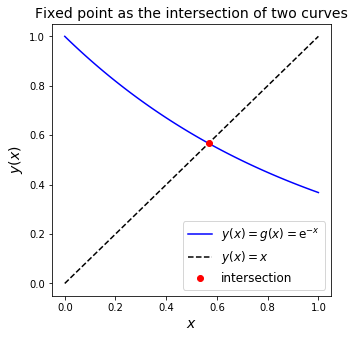 Fixed point as the intersection of two curves
y(x)
1.0
0.8
0.6
0.4
0.2
0.0
y(x) = g(x) = e^{-x}
y(x) = x
intersection
0.0 0.2 0.4 0.6 0.8 1.0
x